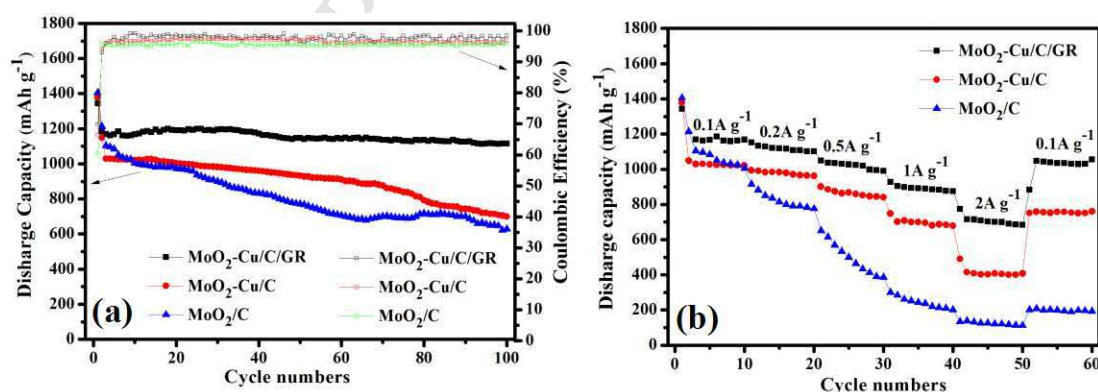 1800
1600
1400
1200
1000
800
600
400
200
0
Disharge Capacity (mAh g⁻¹)
100
90
80
70
60
50
40
30
20
10
0
Coulombic Efficiency (%)
MoO₂-Cu/C/GR
MoO₂-Cu/C
MoO₂/C
MoO₂-Cu/C/GR
MoO₂-Cu/C
MoO₂/C
(a)
0 20 40 60 80 100
Cycle numbers
1800
1600
1400
1200
1000
800
600
400
200
0
Disharge capacity (mAh g⁻¹)
MoO₂-Cu/C/GR
MoO₂-Cu/C
MoO₂/C
0.1A g⁻¹
0.2A g⁻¹
0.5A g⁻¹
1A g⁻¹
2A g⁻¹
0.1A g⁻¹
(b)
0 10 20 30 40 50 60
Cycle numbers